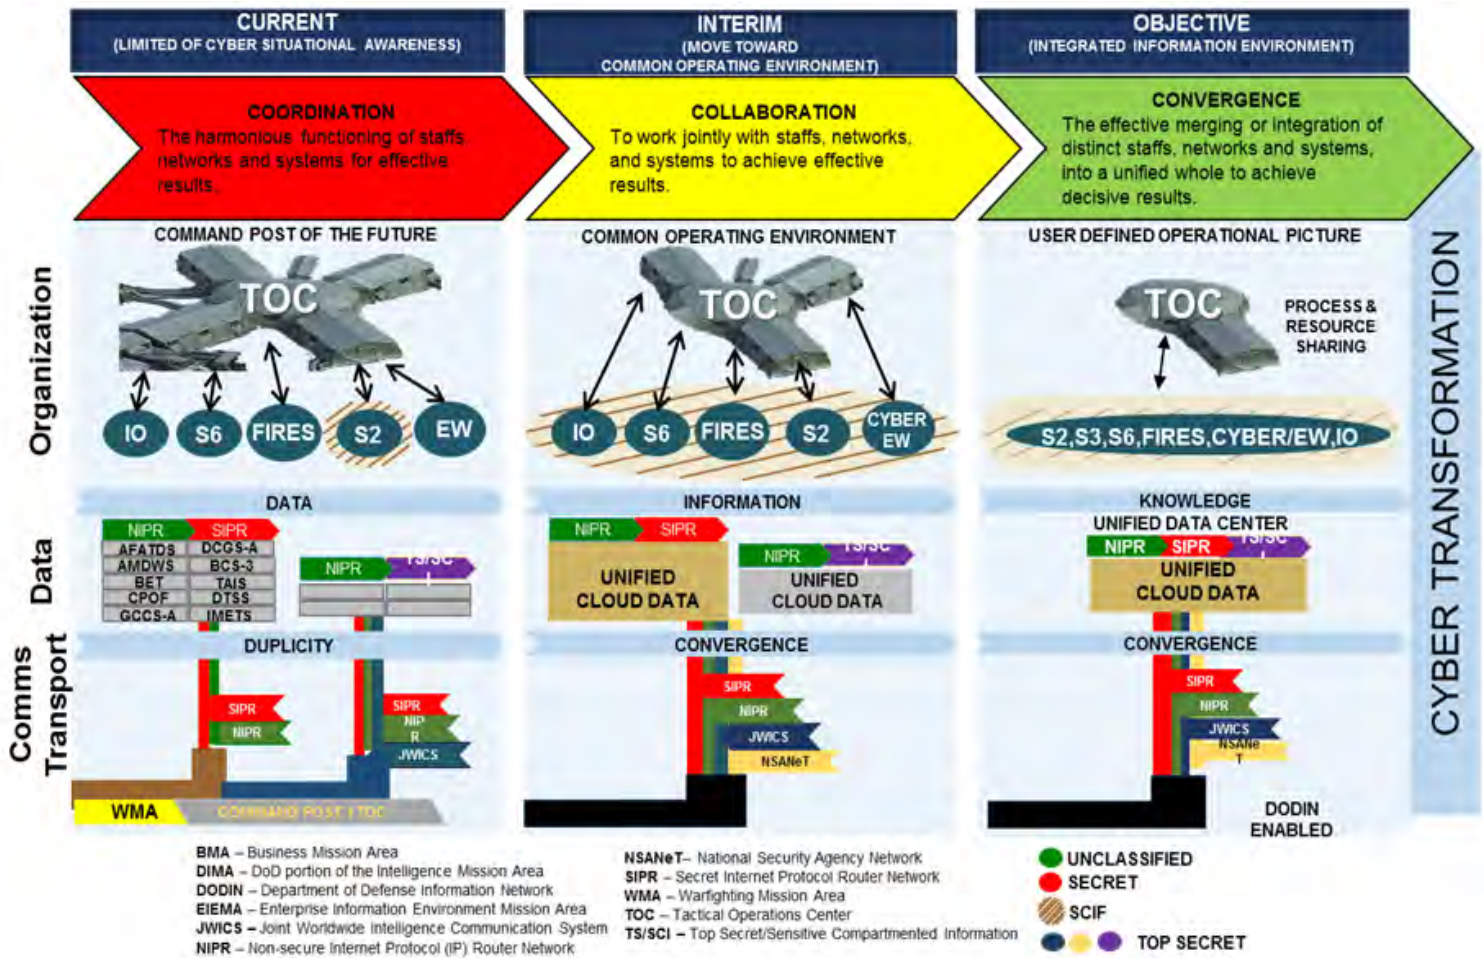 CURRENT
(LIMITED OF CYBER SITUATIONAL AWARENESS)
INTERIM
(MOVE TOWARD
COMMON OPERATING ENVIRONMENT)
OBJECTIVE
(INTEGRATED INFORMATION ENVIRONMENT)
COORDINATION
The harmonious functioning of staffs,
networks and systems for effective
results.
COLLABORATION
To work jointly with staffs, networks,
and systems to achieve effective
results.
CONVERGENCE
The effective merging or integration of
distinct staffs, networks and systems,
into a unified whole to achieve
decisive results.
CYBER TRANSFORMATION
Organization
COMMAND POST OF THE FUTURE
TOC
IO
S6
FIRES
S2
EW
COMMON OPERATING ENVIRONMENT
TOC
IO
S6
FIRES
S2
CYBER
EW
USER DEFINED OPERATIONAL PICTURE
TOC
PROCESS &
RESOURCE
SHARING
S2,S3,S6,FIRES,CYBER/EW,IO
Data
DATA
NIPR
SIPR
AFATDS
DCGS-A
AMDWS
BCS-3
BET
TAIS
CPOF
DTSS
GCCS-A
IMETS
NIPR
TS/SC
I
INFORMATION
NIPR
SIPR
UNIFIED
CLOUD DATA
NIPR
TS/SC
I
UNIFIED
CLOUD DATA
KNOWLEDGE
UNIFIED DATA CENTER
NIPR
SIPR
TS/SC
I
UNIFIED
CLOUD DATA
Comms
Transport
DUPLICITY
SIPR
NIPR
SIPR
NIP
R
JWICS
WMA
COMMAND POST / TOC
CONVERGENCE
SIPR
NIPR
JWICS
NSANeT
CONVERGENCE
SIPR
NIPR
JWICS
NSANe
T
DODIN
ENABLED
BMA – Business Mission Area
DIMA – DoD portion of the Intelligence Mission Area
DODIN – Department of Defense Information Network
EIEMA – Enterprise Information Environment Mission Area
JWICS – Joint Worldwide Intelligence Communication System
NIPR – Non-secure Internet Protocol (IP) Router Network
NSANeT– National Security Agency Network
SIPR – Secret Internet Protocol Router Network
WMA – Warfighting Mission Area
TOC – Tactical Operations Center
TS/SCI – Top Secret/Sensitive Compartmented Information
UNCLASSIFIED
SECRET
SCIF
TOP SECRET